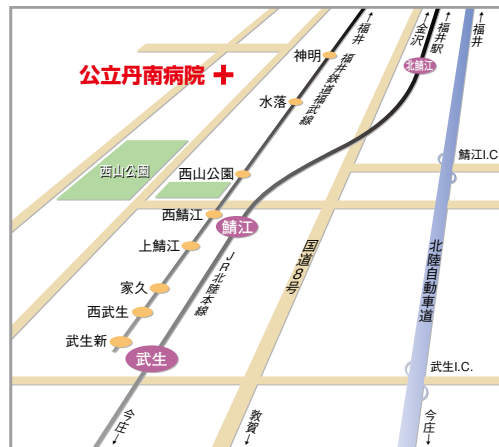 ←福井
←金沢
←福井駅
←福井
神明
福井鉄道福武線
北鯖江
公立丹南病院
水落
鯖江I.C.
西山公園
西山公園
西鯖江
鯖江
上鯖江
国道8号
北陸自動車道
JR北陸本線
家久
西武生
武生新
武生
武生I.C.
今庄→
敦賀→
今庄→